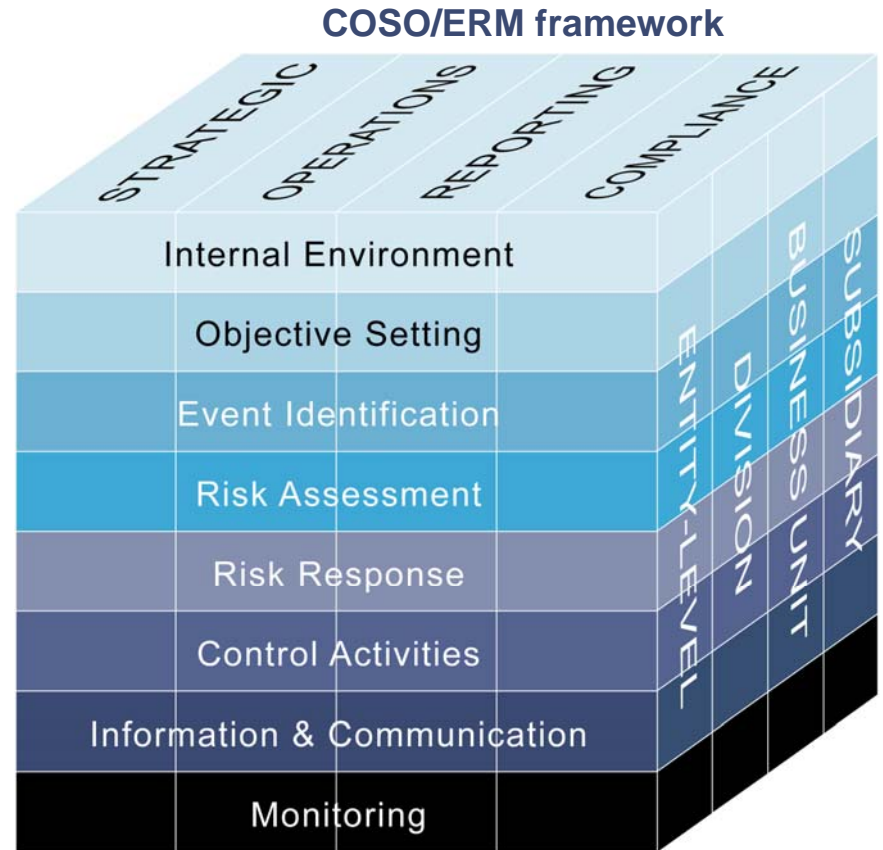 COSO/ERM framework
STRATEGIC
OPERATIONS
REPORTING
COMPLIANCE
Internal Environment
Objective Setting
Event Identification
Risk Assessment
Risk Response
Control Activities
Information & Communication
Monitoring
ENTITY-LEVEL
DIVISION
BUSINESS UNIT
SUBSIDIARY